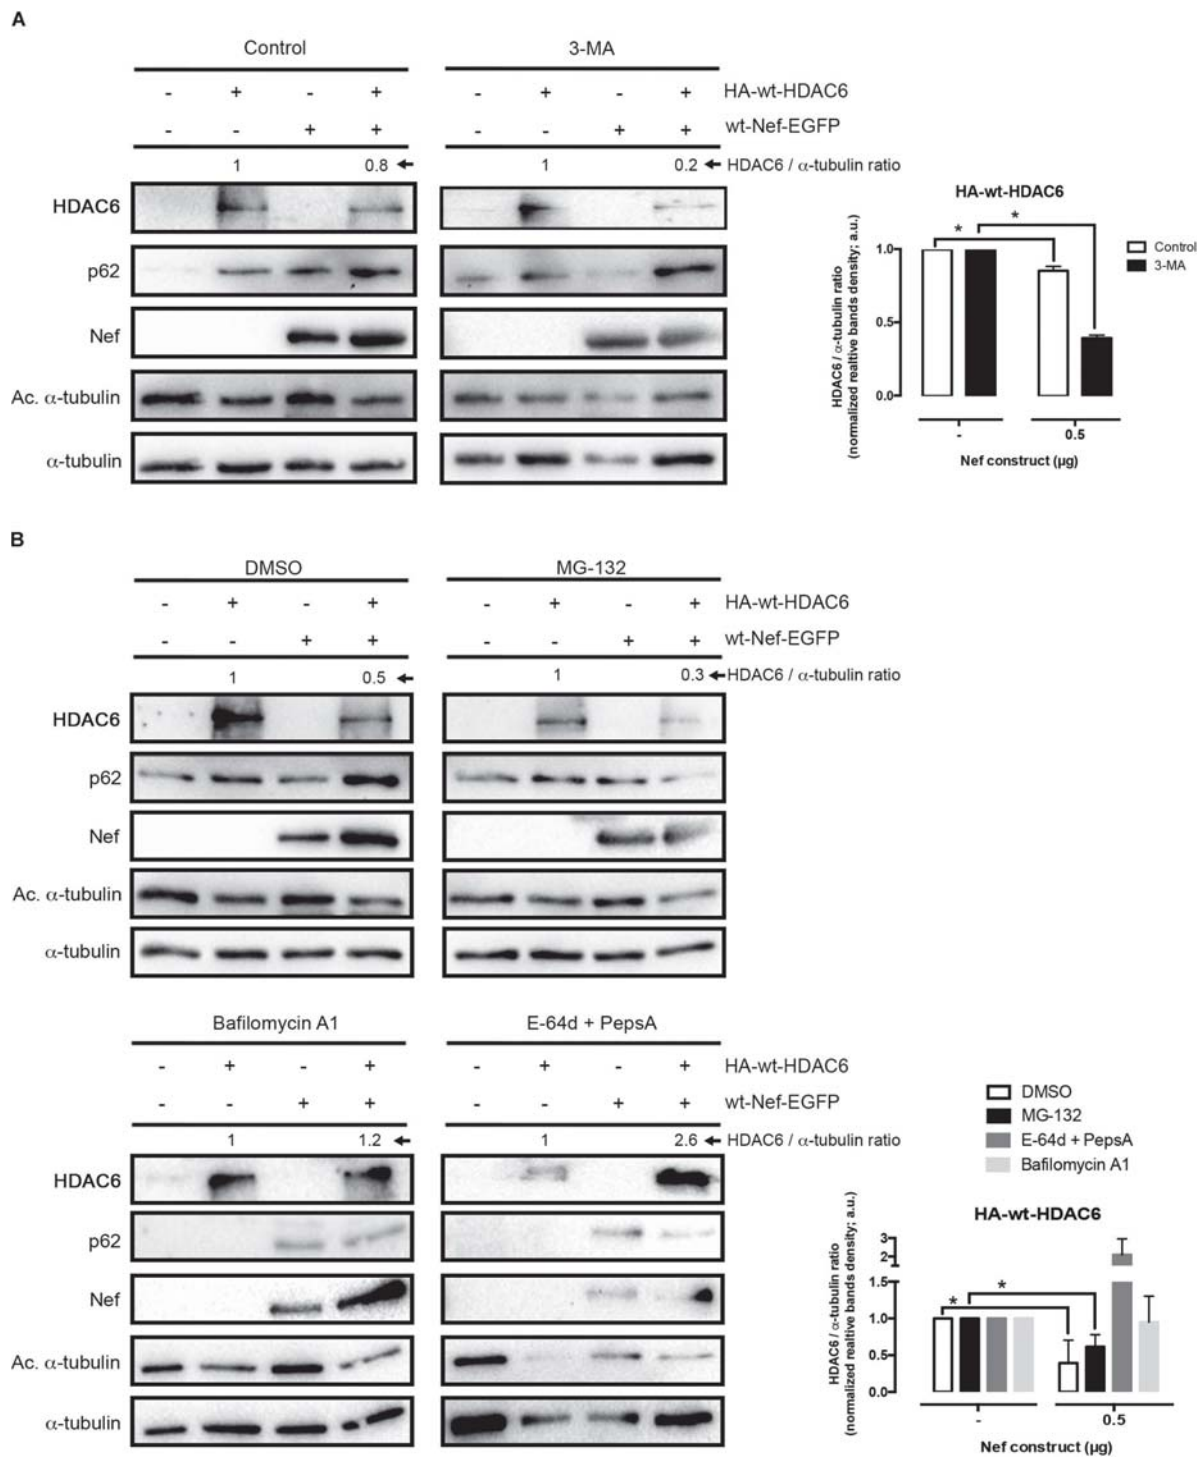 A
Control
3-MA
- + - + - + - + HA-wt-HDAC6
- - + + - - + + wt-Nef-EGFP
1 0.8 1 0.2 HDAC6 / α-tubulin ratio
HDAC6
p62
Nef
Ac. α-tubulin
α-tubulin
HA-wt-HDAC6
HDAC6 / α-tubulin ratio
(normalized realtive bands density; a.u.)
1.0
0.5
0.0
* *
Control
3-MA
- 0.5
Nef construct (µg)
B
DMSO
MG-132
- + - + - + - + HA-wt-HDAC6
- - + + - - + + wt-Nef-EGFP
1 0.5 1 0.3 HDAC6 / α-tubulin ratio
HDAC6
p62
Nef
Ac. α-tubulin
α-tubulin
Bafilomycin A1
E-64d + PepsA
- + - + - + - + HA-wt-HDAC6
- - + + - - + + wt-Nef-EGFP
1 1.2 1 2.6 HDAC6 / α-tubulin ratio
HDAC6
p62
Nef
Ac. α-tubulin
α-tubulin
DMSO
MG-132
E-64d + PepsA
Bafilomycin A1
HA-wt-HDAC6
HDAC6 / α-tubulin ratio
(normalized realtive bands density; a.u.)
3
2
1.5
1.0
0.5
0.0
* *
- 0.5
Nef construct (µg)